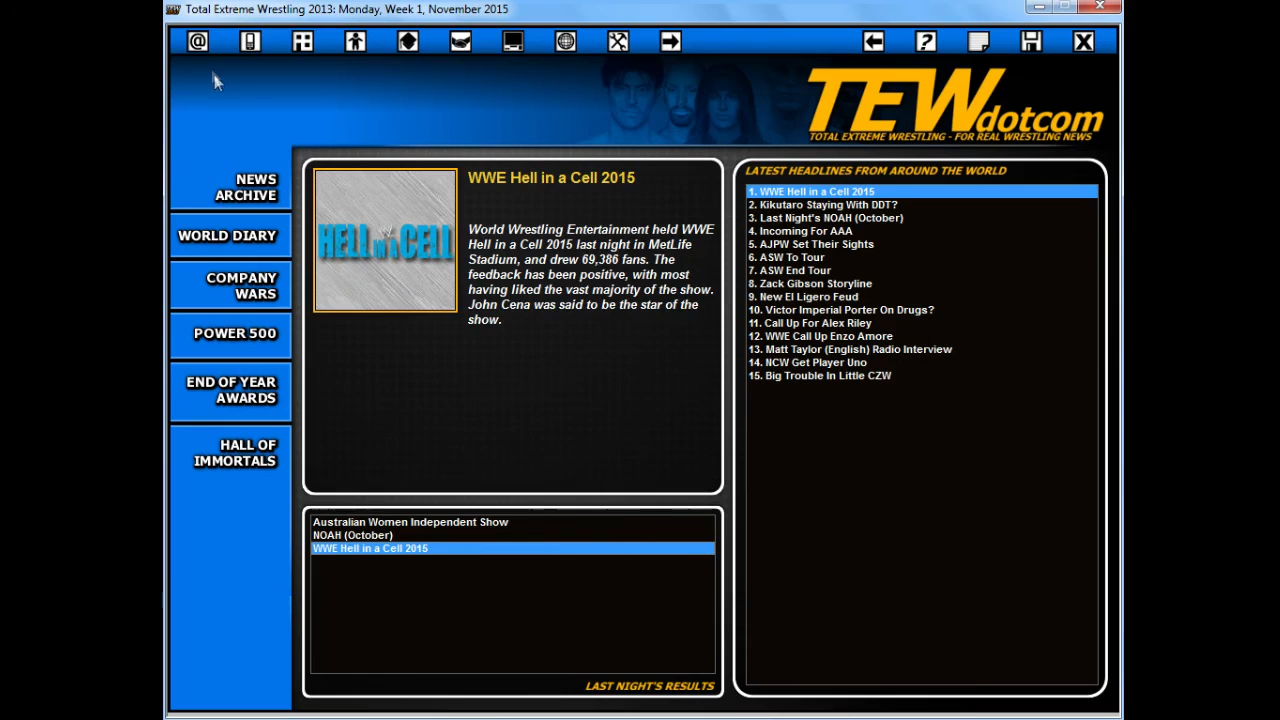 TEW Total Extreme Wrestling 2013: Monday, Week 1, November 2015
TEWdotcom
TOTAL EXTREME WRESTLING - FOR REAL WRESTLING NEWS
NEWS
ARCHIVE
WORLD DIARY
COMPANY
WARS
POWER 500
END OF YEAR
AWARDS
HALL OF
IMMORTALS
HELL IN A CELL
WWE Hell in a Cell 2015
World Wrestling Entertainment held WWE
Hell in a Cell 2015 last night in MetLife
Stadium, and drew 69,386 fans. The
feedback has been positive, with most
having liked the vast majority of the show.
John Cena was said to be the star of the
show.
Australian Women Independent Show
NOAH (October)
WWE Hell in a Cell 2015
LAST NIGHT'S RESULTS
LATEST HEADLINES FROM AROUND THE WORLD
1. WWE Hell in a Cell 2015
2. Kikutaro Staying With DDT?
3. Last Night's NOAH (October)
4. Incoming For AAA
5. AJPW Set Their Sights
6. ASW To Tour
7. ASW End Tour
8. Zack Gibson Storyline
9. New El Ligero Feud
10. Victor Imperial Porter On Drugs?
11. Call Up For Alex Riley
12. WWE Call Up Enzo Amore
13. Matt Taylor (English) Radio Interview
14. NCW Get Player Uno
15. Big Trouble In Little CZW